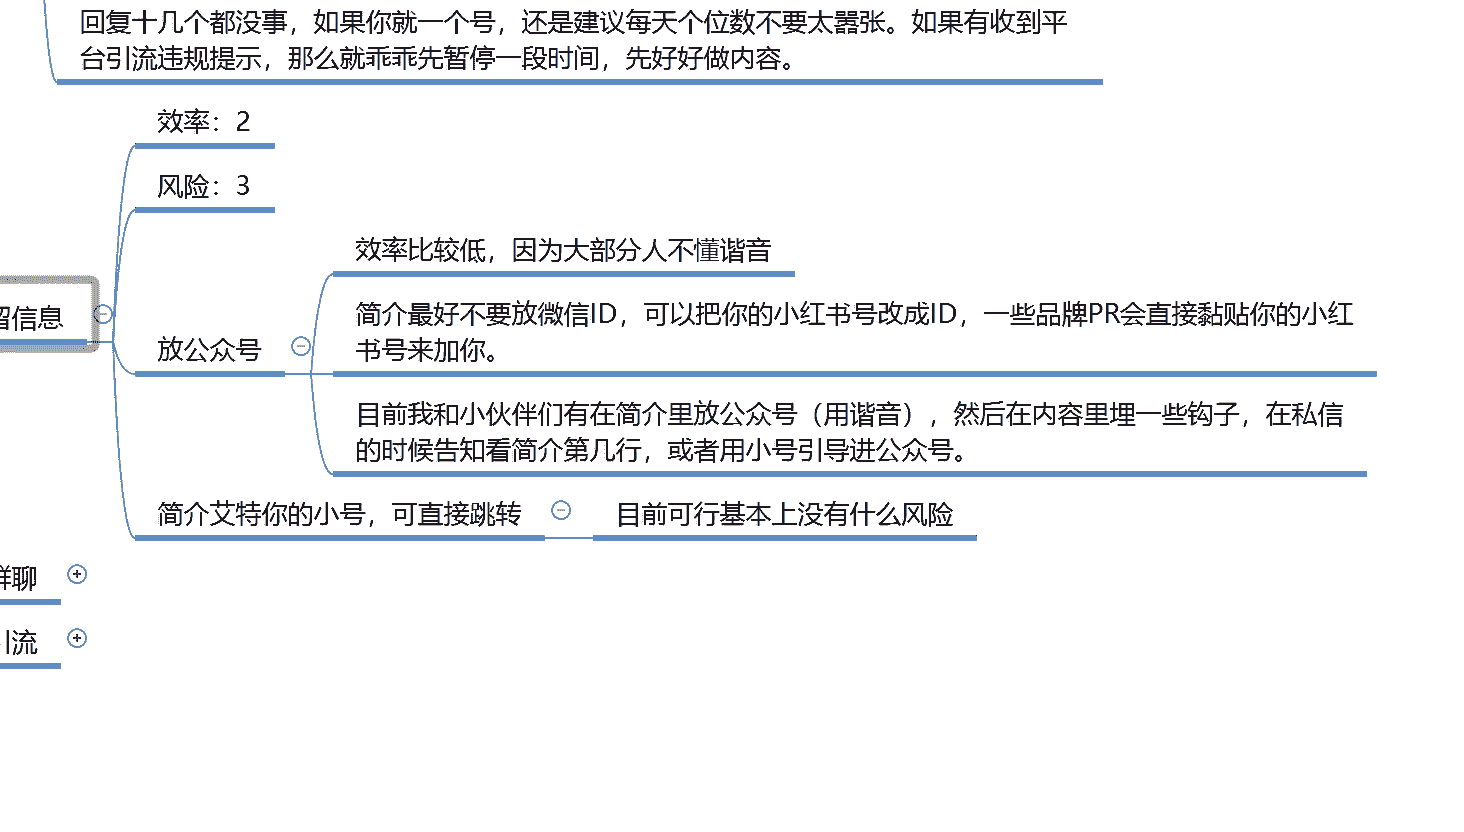 回复十几个都没事，如果你就一个号，还是建议每天个位数不要太嚣张。如果有收到平
台引流违规提示，那么就乖乖先暂停一段时间，先好好做内容。
效率：2
风险：3
效率比较低，因为大部分人不懂谐音
简介最好不要放微信ID，可以把你的小红书号改成ID，一些品牌PR会直接黏贴你的小红
书号来加你。
留信息
放公众号
目前我和小伙伴们有在简介里放公众号（用谐音），然后在内容里埋一些钩子，在私信
的时候告知看简介第几行，或者用小号引导进公众号。
简介艾特你的小号，可直接跳转
目前可行基本上没有什么风险
群聊
引流